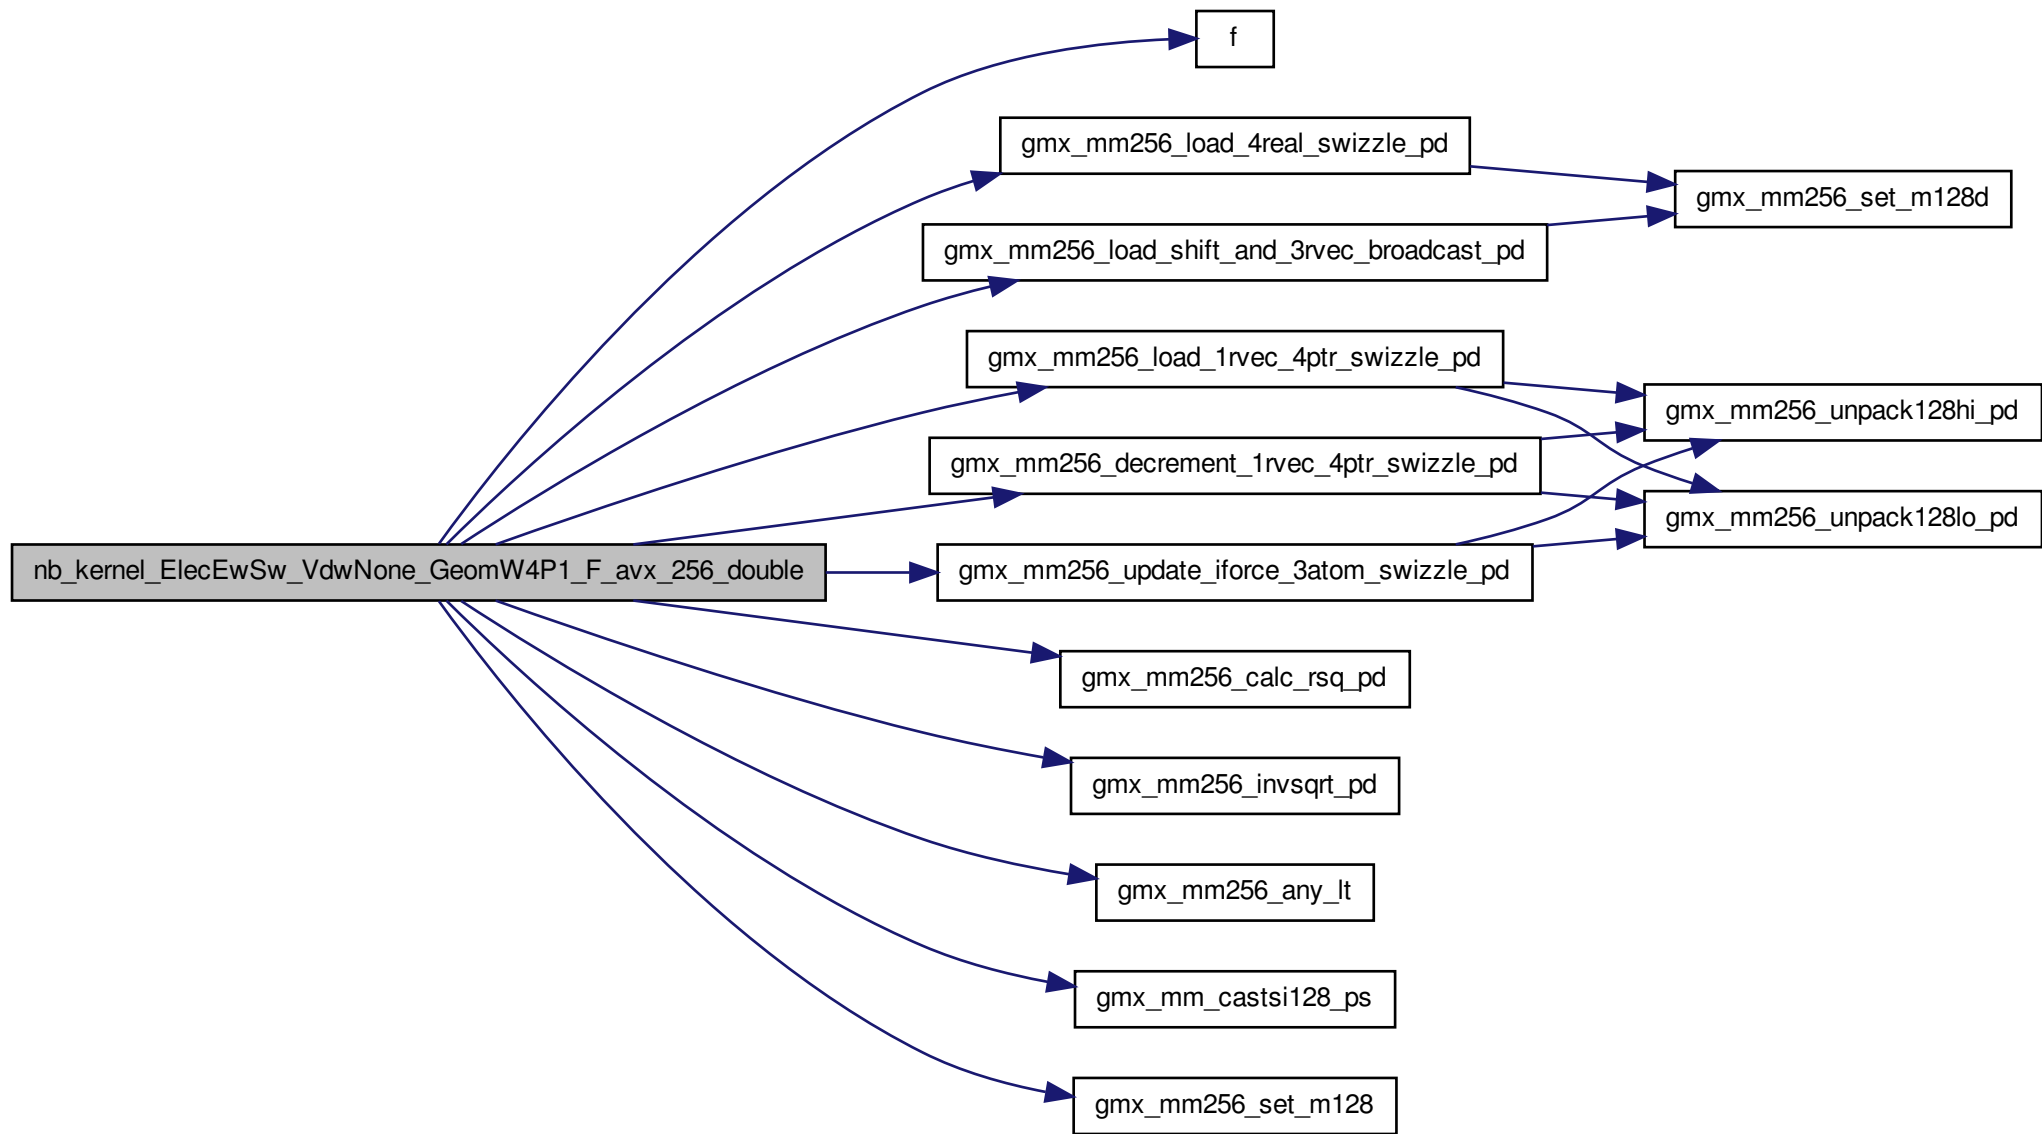 f
gmx_mm256_load_4real_swizzle_pd
gmx_mm256_set_m128d
gmx_mm256_load_shift_and_3rvec_broadcast_pd
gmx_mm256_load_1rvec_4ptr_swizzle_pd
gmx_mm256_unpack128hi_pd
gmx_mm256_decrement_1rvec_4ptr_swizzle_pd
gmx_mm256_unpack128lo_pd
nb_kernel_ElecEwSw_VdwNone_GeomW4P1_F_avx_256_double
gmx_mm256_update_iforce_3atom_swizzle_pd
gmx_mm256_calc_rsq_pd
gmx_mm256_invsqrt_pd
gmx_mm256_any_lt
gmx_mm_castsi128_ps
gmx_mm256_set_m128